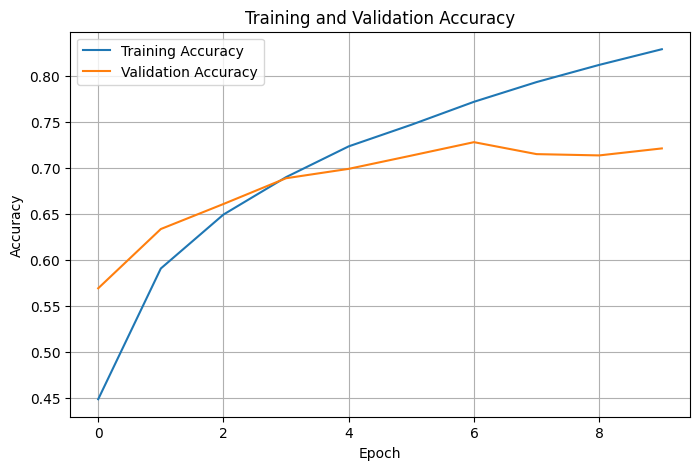 Training and Validation Accuracy
Training Accuracy
Validation Accuracy
0.80
0.75
0.70
0.65
0.60
0.55
0.50
0.45
Accuracy
0 2 4 6 8
Epoch